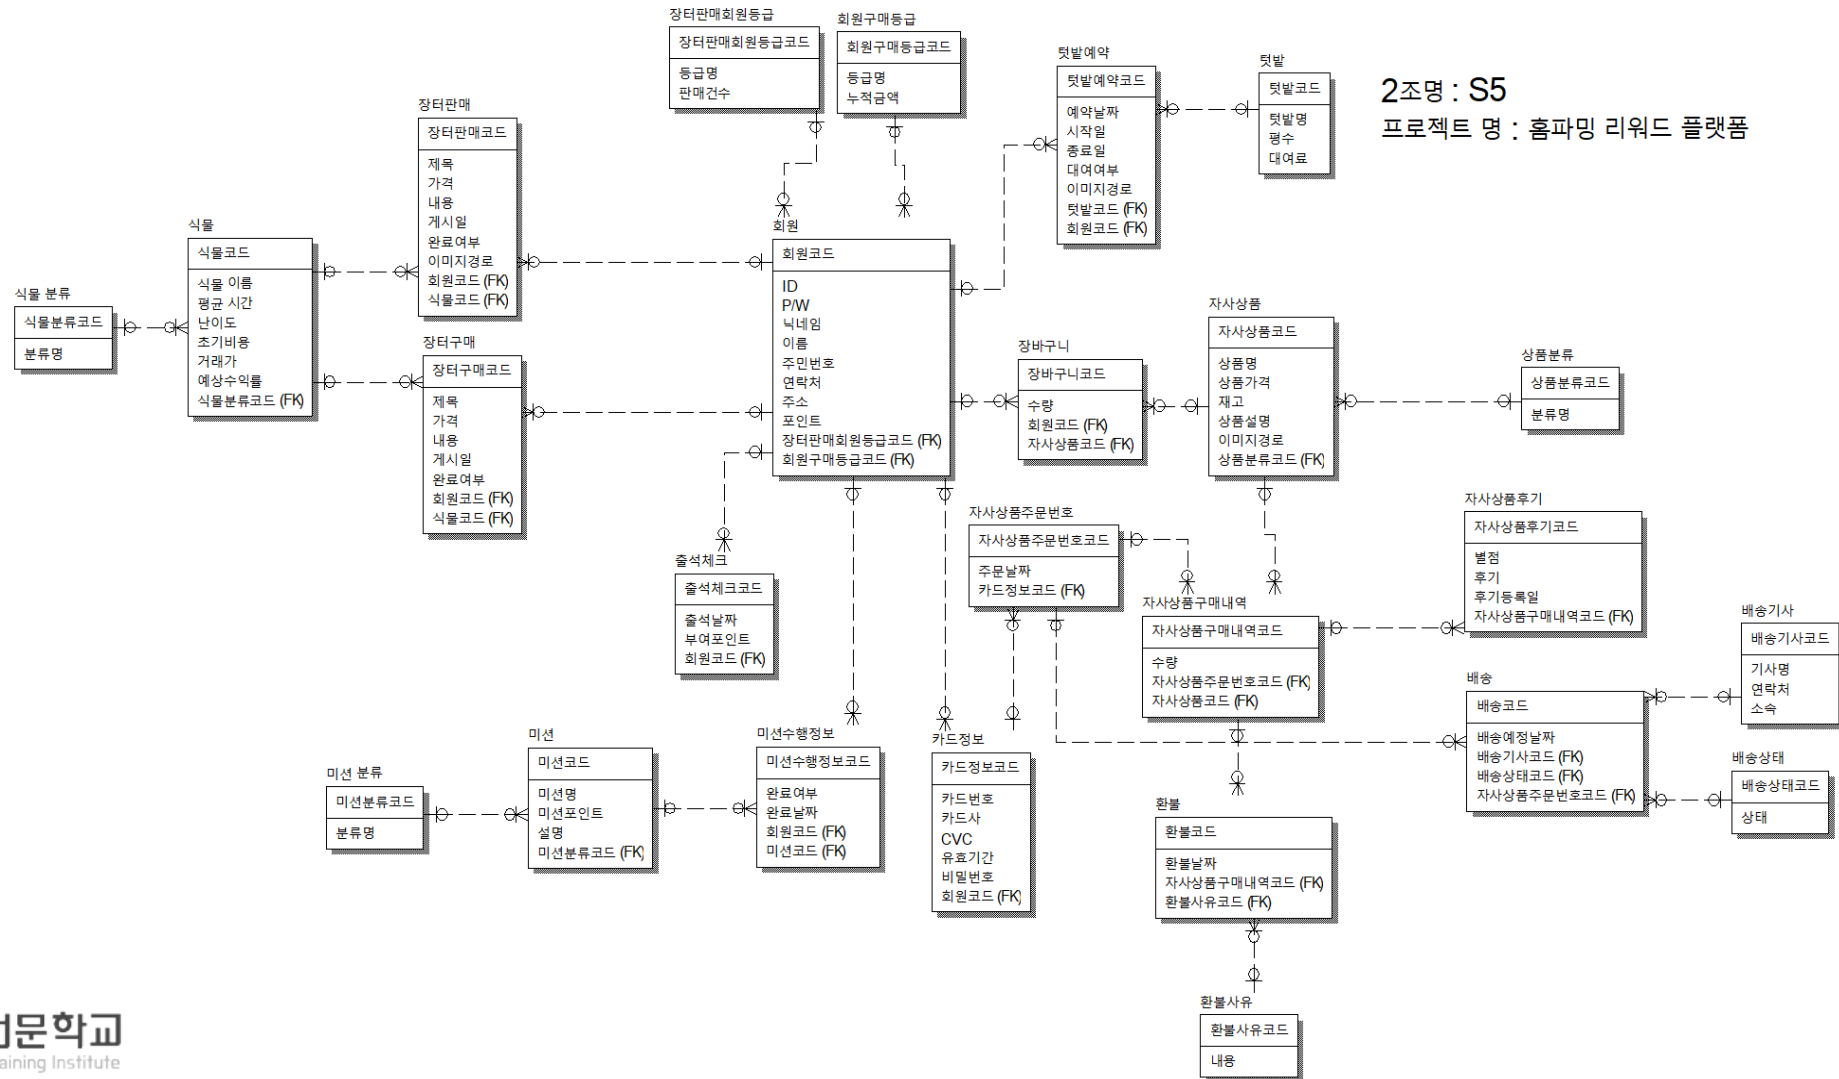 2조명 : S5
프로젝트 명 : 홈파밍 리워드 플랫폼
장터판매회원등급
장터판매회원등급코드
등급명
판매건수
회원구매등급
회원구매등급코드
등급명
누적금액
텃밭예약
텃밭예약코드
예약날짜
시작일
종료일
대여여부
이미지경로
텃밭코드 (FK)
회원코드 (FK)
텃밭
텃밭코드
텃밭명
평수
대여료
장터판매
장터판매코드
제목
가격
내용
게시일
완료여부
이미지경로
회원코드 (FK)
식물코드 (FK)
식물
식물코드
식물 이름
평균 시간
난이도
초기비용
거래가
예상수익률
식물분류코드 (FK)
식물 분류
식물분류코드
분류명
장터구매
장터구매코드
제목
가격
내용
게시일
완료여부
회원코드 (FK)
식물코드 (FK)
회원
회원코드
ID
P/W
닉네임
이름
주민번호
연락처
주소
포인트
장터판매회원등급코드 (FK)
회원구매등급코드 (FK)
장바구니
장바구니코드
수량
회원코드 (FK)
자사상품코드 (FK)
자사상품
자사상품코드
상품명
상품가격
재고
상품설명
이미지경로
상품분류코드 (FK)
상품분류
상품분류코드
분류명
출석체크
출석체크코드
출석날짜
부여포인트
회원코드 (FK)
자사상품주문번호
자사상품주문번호코드
주문날짜
카드정보코드 (FK)
자사상품구매내역
자사상품구매내역코드
수량
자사상품주문번호코드 (FK)
자사상품코드 (FK)
자사상품후기
자사상품후기코드
별점
후기
후기등록일
자사상품구매내역코드 (FK)
배송기사
배송기사코드
기사명
연락처
소속
배송
배송코드
배송예정날짜
배송기사코드 (FK)
배송상태코드 (FK)
자사상품주문번호코드 (FK)
배송상태
배송상태코드
상태
미션 분류
미션분류코드
분류명
미션
미션코드
미션명
미션포인트
설명
미션분류코드 (FK)
미션수행정보
미션수행정보코드
완료여부
완료날짜
회원코드 (FK)
미션코드 (FK)
카드정보
카드정보코드
카드번호
카드사
CVC
유효기간
비밀번호
회원코드 (FK)
환불
환불코드
환불날짜
자사상품구매내역코드 (FK)
환불사유코드 (FK)
환불사유
환불사유코드
내용
문학교
aining Institute